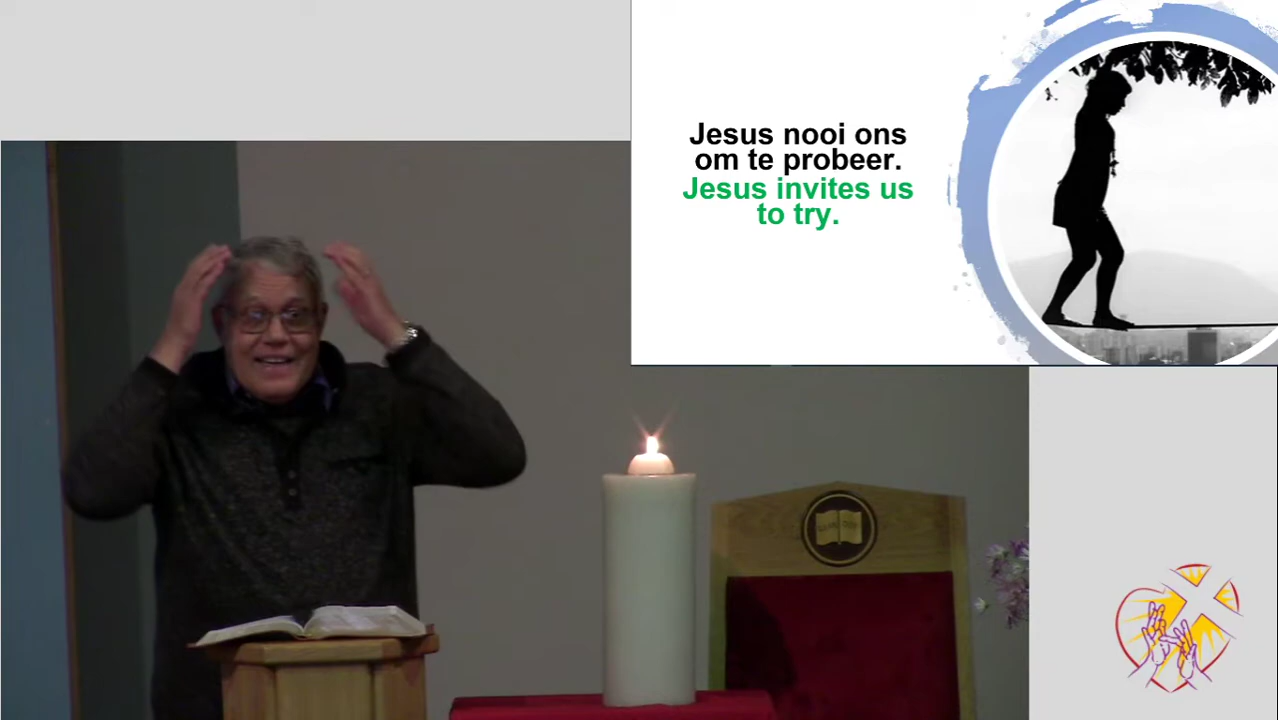 Jesus nooi ons
om te probeer.
Jesus invites us
to try.